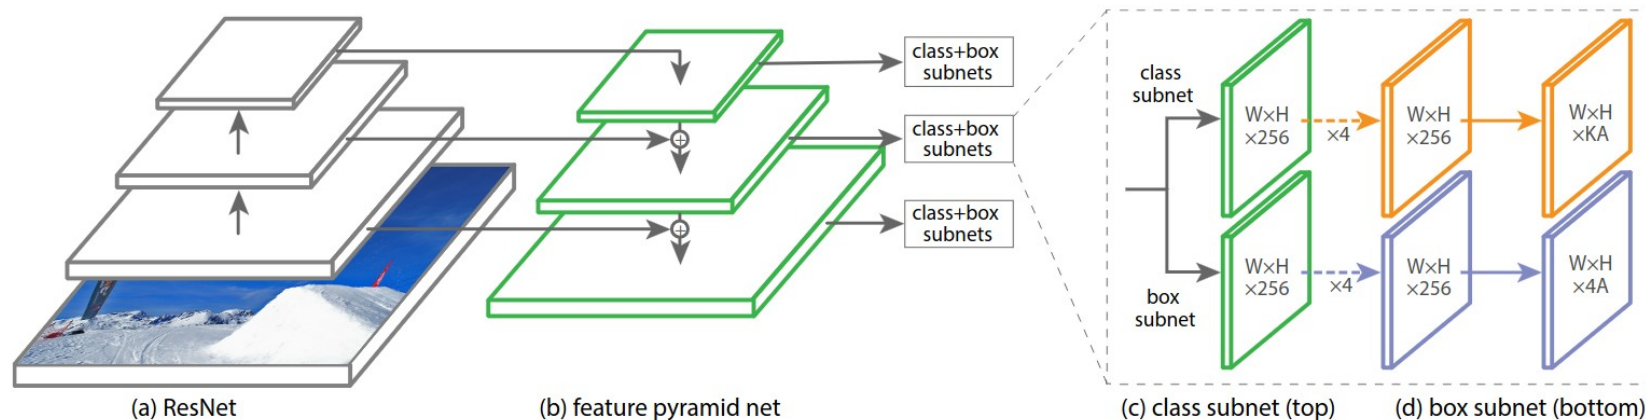 class+box
subnets
class+box
subnets
class+box
subnets
class
subnet
box
subnet
W×H
×256
×4
W×H
×256
W×H
×KA
W×H
×256
×4
W×H
×256
W×H
×4A
(a) ResNet
(b) feature pyramid net
(c) class subnet (top)
(d) box subnet (bottom)